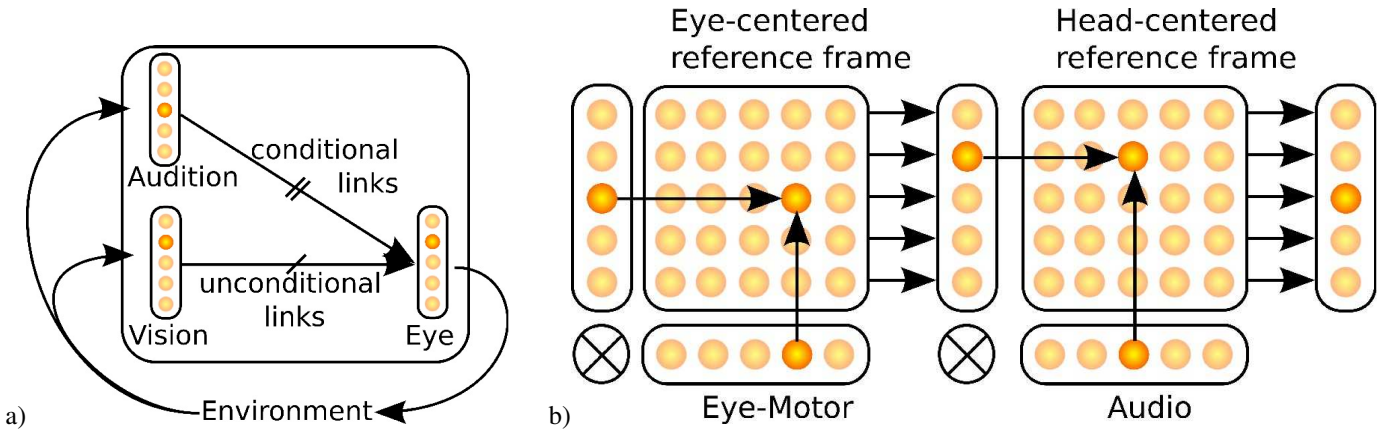 Audition
conditional
links
unconditional
links
Vision
Eye
Environment
a)
Eye-centered
reference frame
Head-centered
reference frame
Eye-Motor
Audio
b)